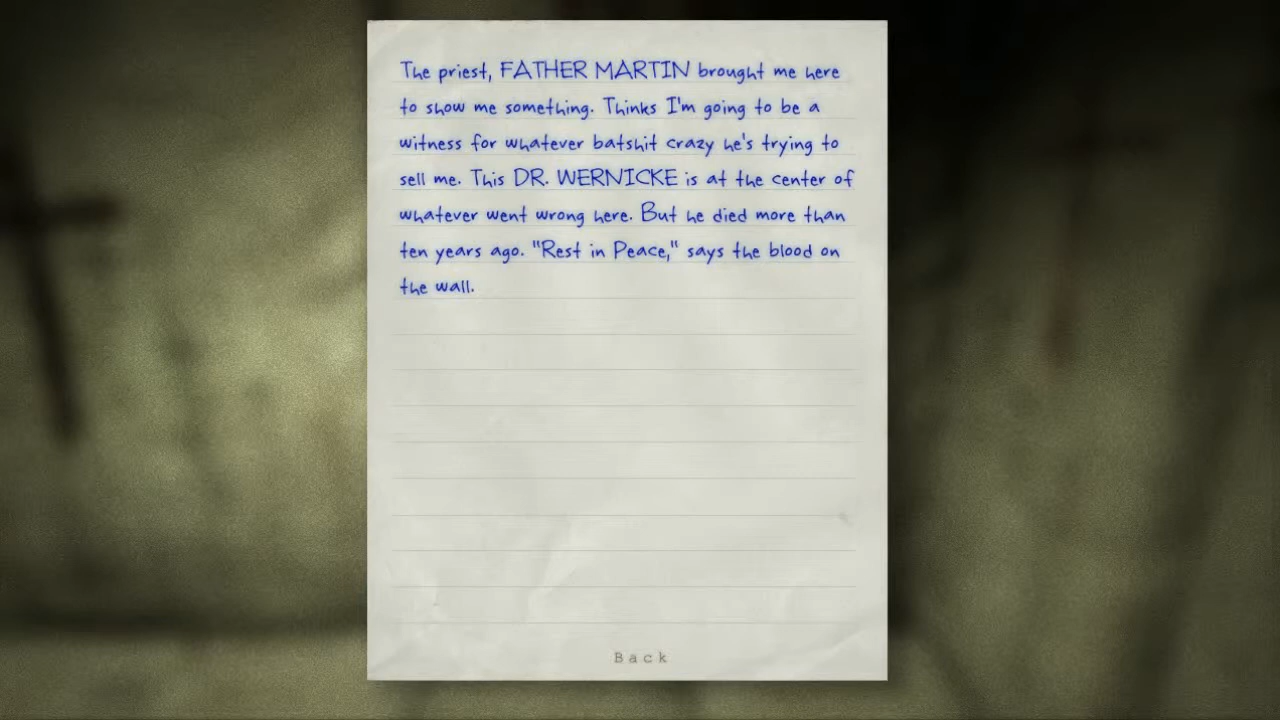 The priest, FATHER MARTIN brought me here
to show me something. Thinks I'm going to be a
witness for whatever batshit crazy he's trying to
sell me. This DR. WERNICKE is at the center of
whatever went wrong here. But he died more than
ten years ago. "Rest in Peace," says the blood on
the wall.
Back